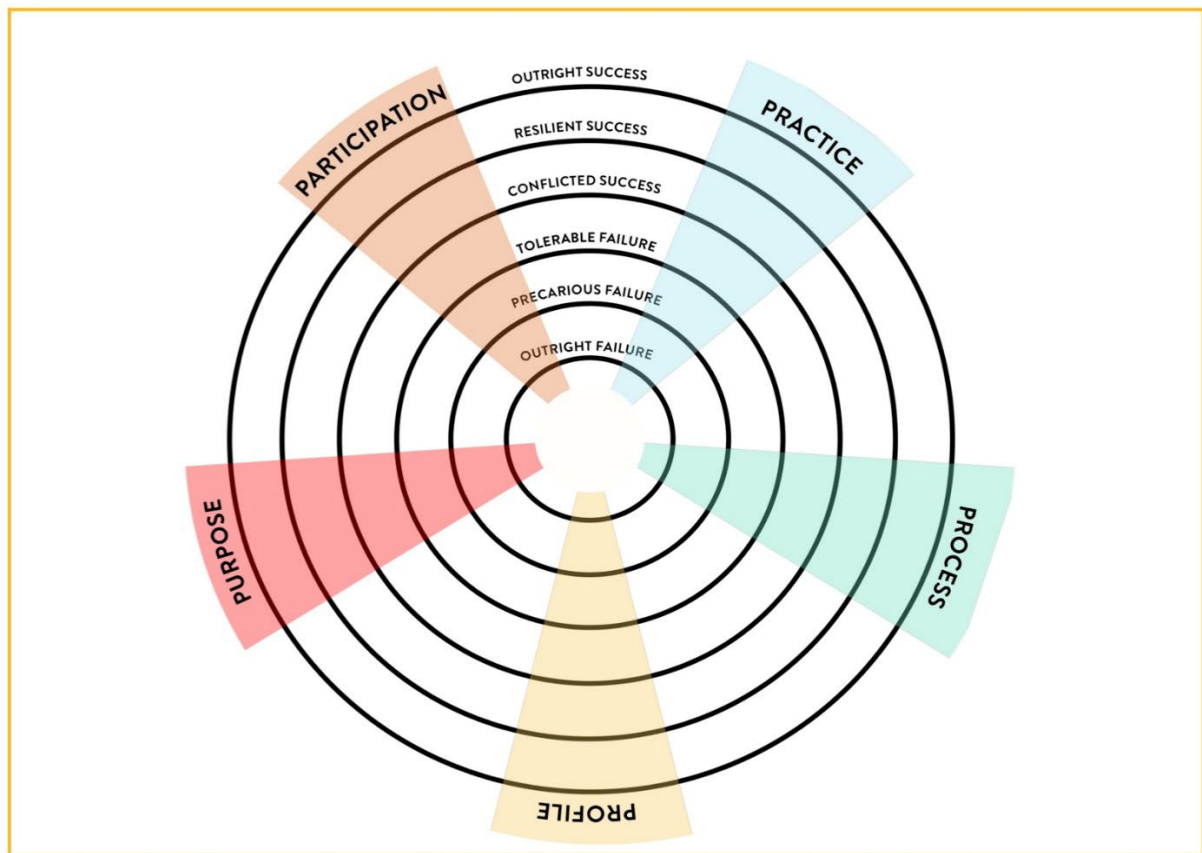 OUTRIGHT SUCCESS
PARTICIPATION
PRACTICE
RESILIENT SUCCESS
CONFLICTED SUCCESS
TOLERABLE FAILURE
PRECARIOUS FAILURE
OUTRIGHT FAILURE
PURPOSE
PROCESS
PROFILE